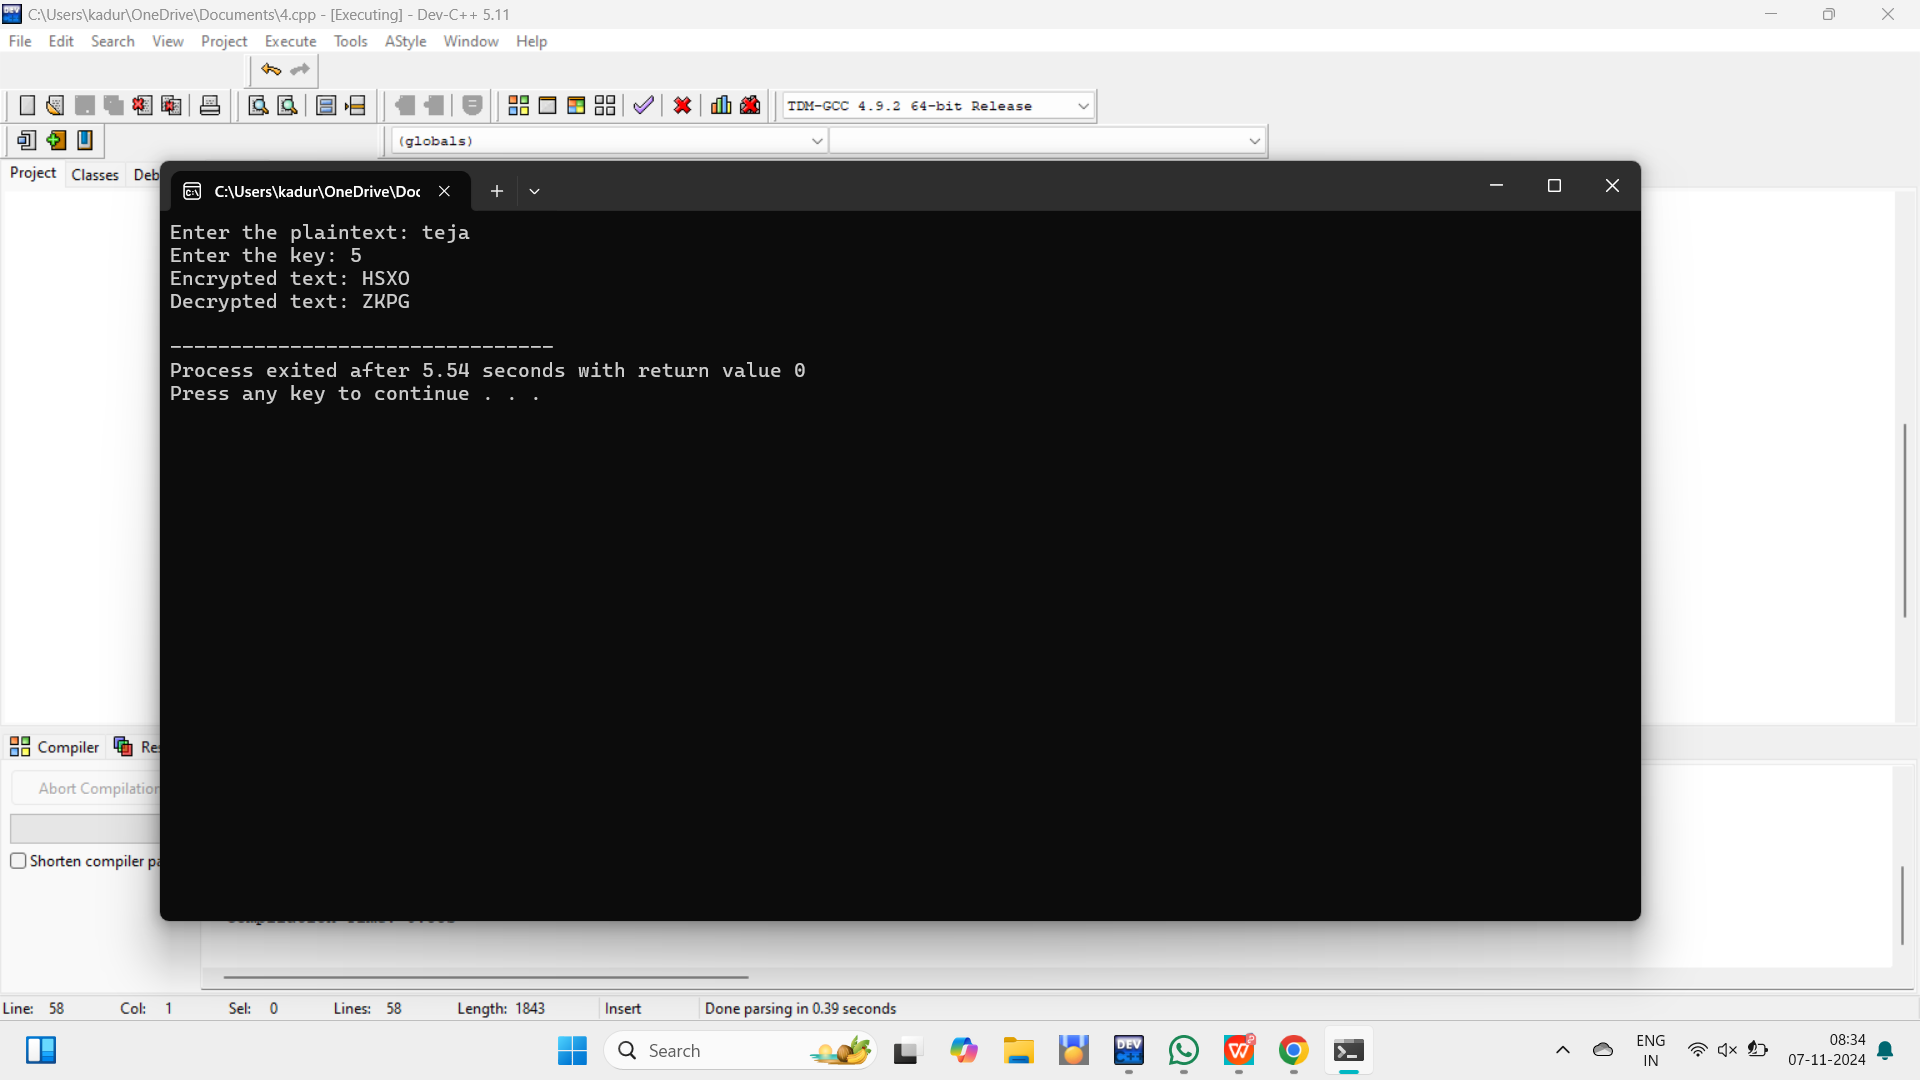 C:\Users\kadur\OneDrive\Documents\4.cpp - [Executing] - Dev-C++ 5.11
File Edit Search View Project Execute Tools AStyle Window Help
TDM-GCC 4.9.2 64-bit Release
(globals)
Project Classes Deb
C:\Users\kadur\OneDrive\Doc
Enter the plaintext: teja
Enter the key: 5
Encrypted text: HSXO
Decrypted text: ZKPG
--------------------------------
Process exited after 5.54 seconds with return value 0
Press any key to continue . . .
Compiler Res
Abort Compilation
Shorten compiler pa
Line: 58 Col: 1 Sel: 0 Lines: 58 Length: 1843 Insert Done parsing in 0.39 seconds
Search
DEV
ENG
IN
08:34
07-11-2024